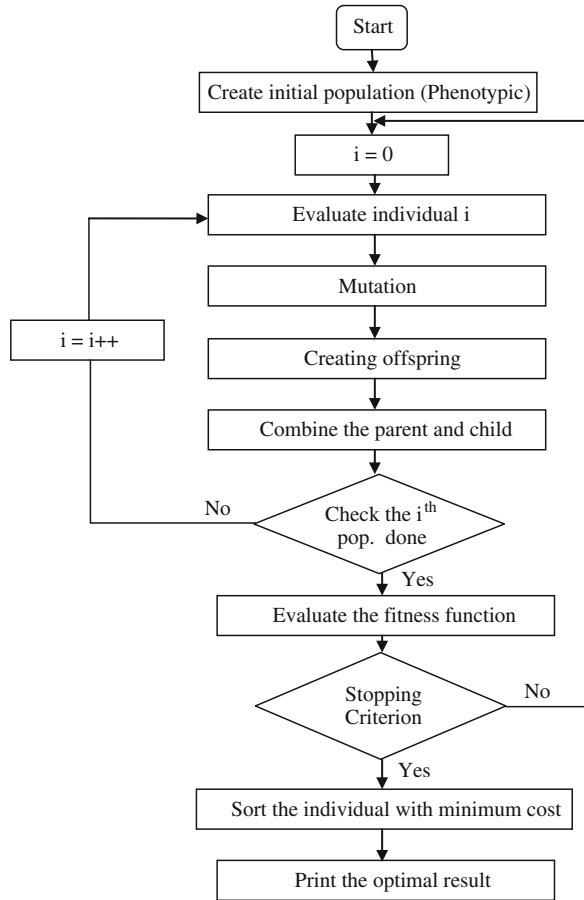 Start
Create initial population (Phenotypic)
i = 0
Evaluate individual i
Mutation
i = i++
Creating offspring
Combine the parent and child
No
Check the i^th
pop. done
Yes
Evaluate the fitness function
Stopping
Criterion
No
Yes
Sort the individual with minimum cost
Print the optimal result